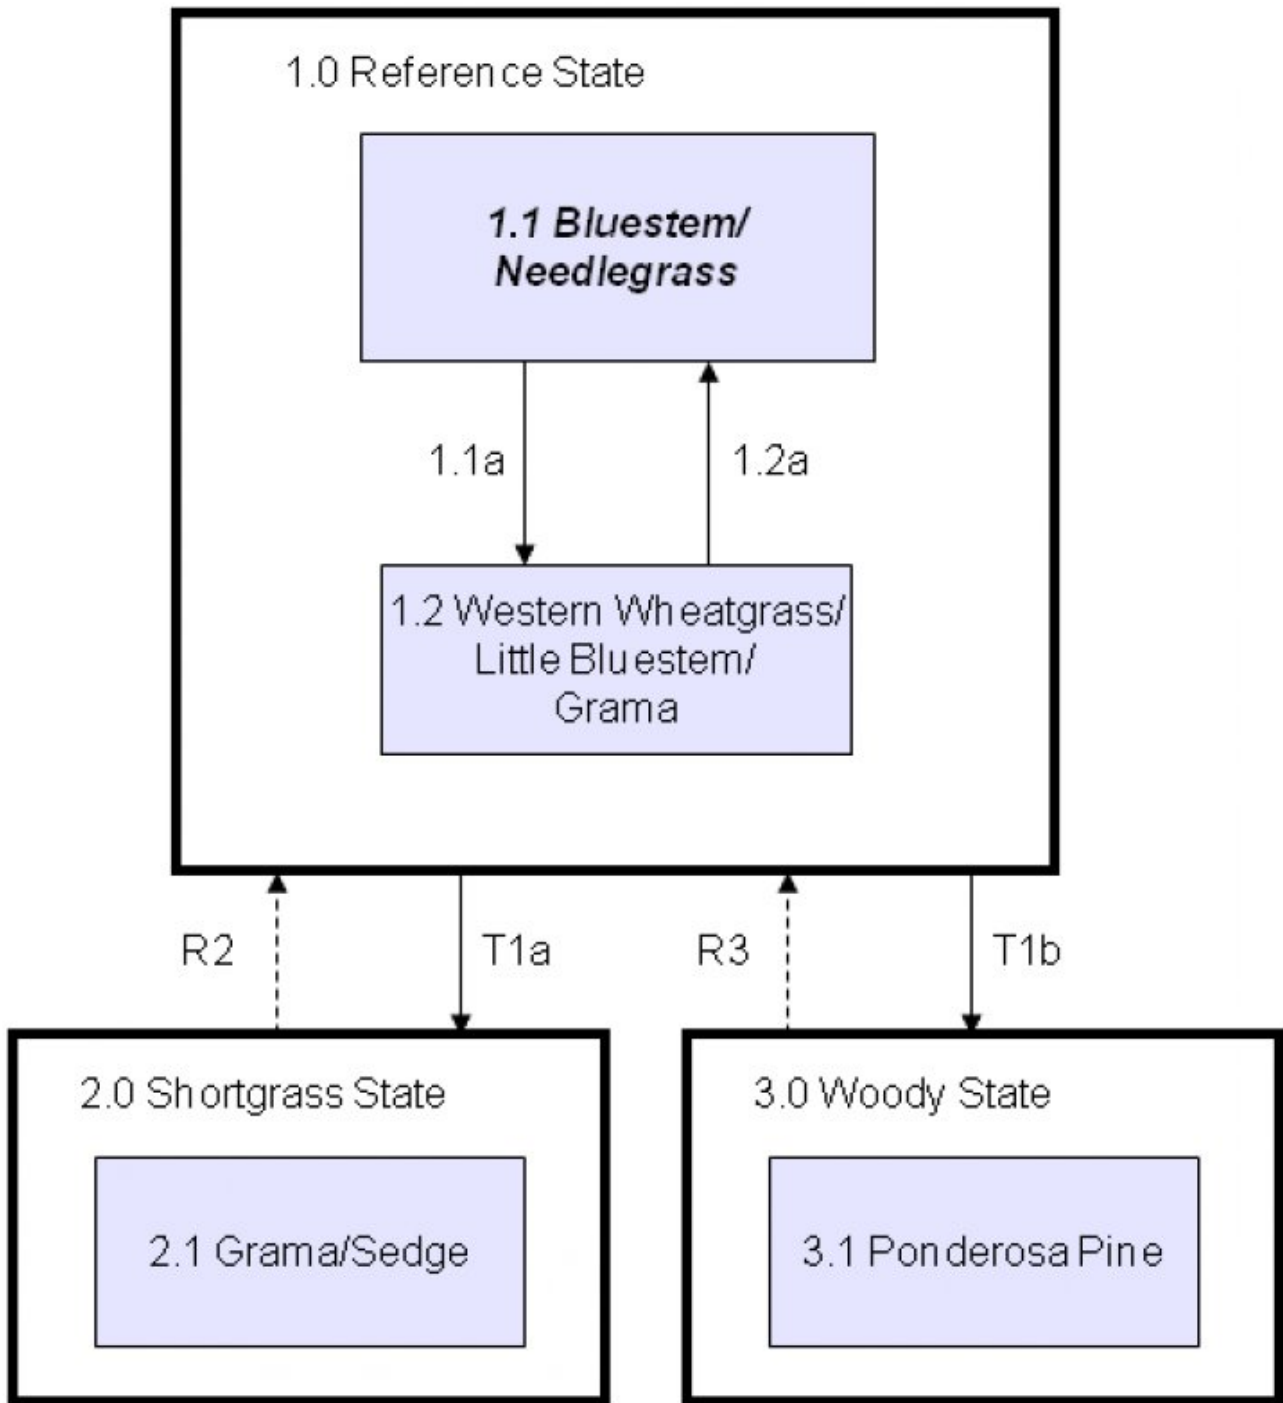 1.0 Reference State
1.1 Bluestem/
Needlegrass
1.1a
1.2a
1.2 Western Wheatgrass/
Little Bluestem/
Grama
R2
T1a
R3
T1b
2.0 Shortgrass State
2.1 Grama/Sedge
3.0 Woody State
3.1 Ponderosa Pine